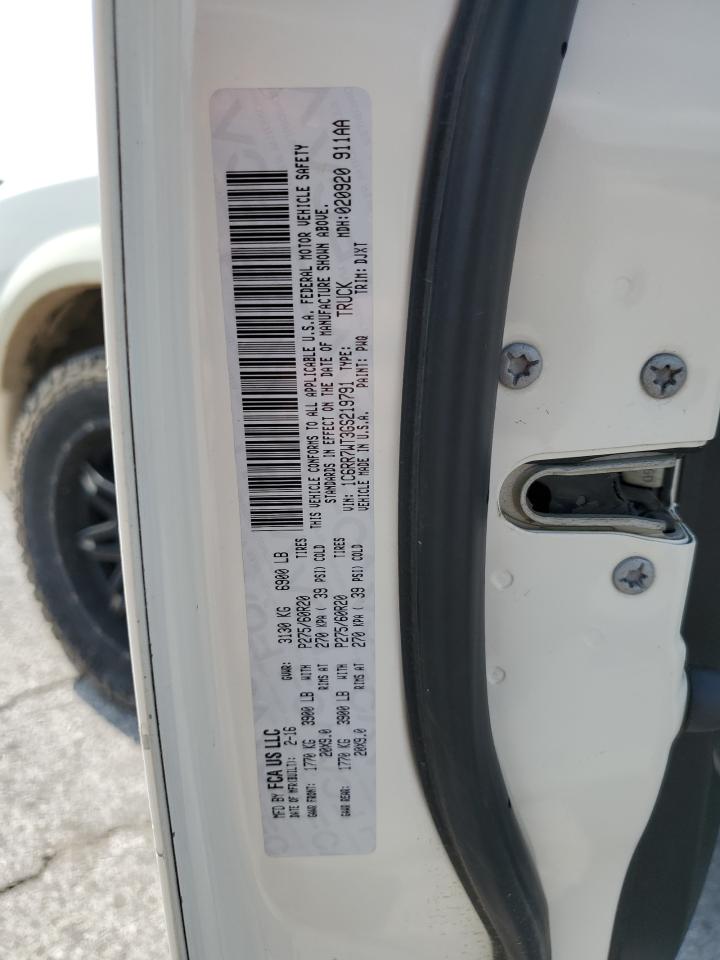 MFD BY FCA US LLC
DATE OF MFR(BUILT): 2-16 GVWR: 3130 KG 6900 LB
GAWR FRONT: 1770 KG 3900 LB WITH P275/60R20 TIRES
20X9.0 RIMS AT 270 KPA ( 39 PSI) COLD
GAWR REAR: 1770 KG 3900 LB WITH P275/60R20 TIRES
20X9.0 RIMS AT 270 KPA ( 39 PSI) COLD
THIS VEHICLE CONFORMS TO ALL APPLICABLE U.S.A. FEDERAL MOTOR VEHICLE SAFETY
STANDARDS IN EFFECT ON THE DATE OF MANUFACTURE SHOWN ABOVE.
VIN: 1C6RR7WT3GS219791 TYPE: TRUCK MDH:020920 911AA
VEHICLE MADE IN U.S.A. PAINT: PWQ TRIM: DJXT